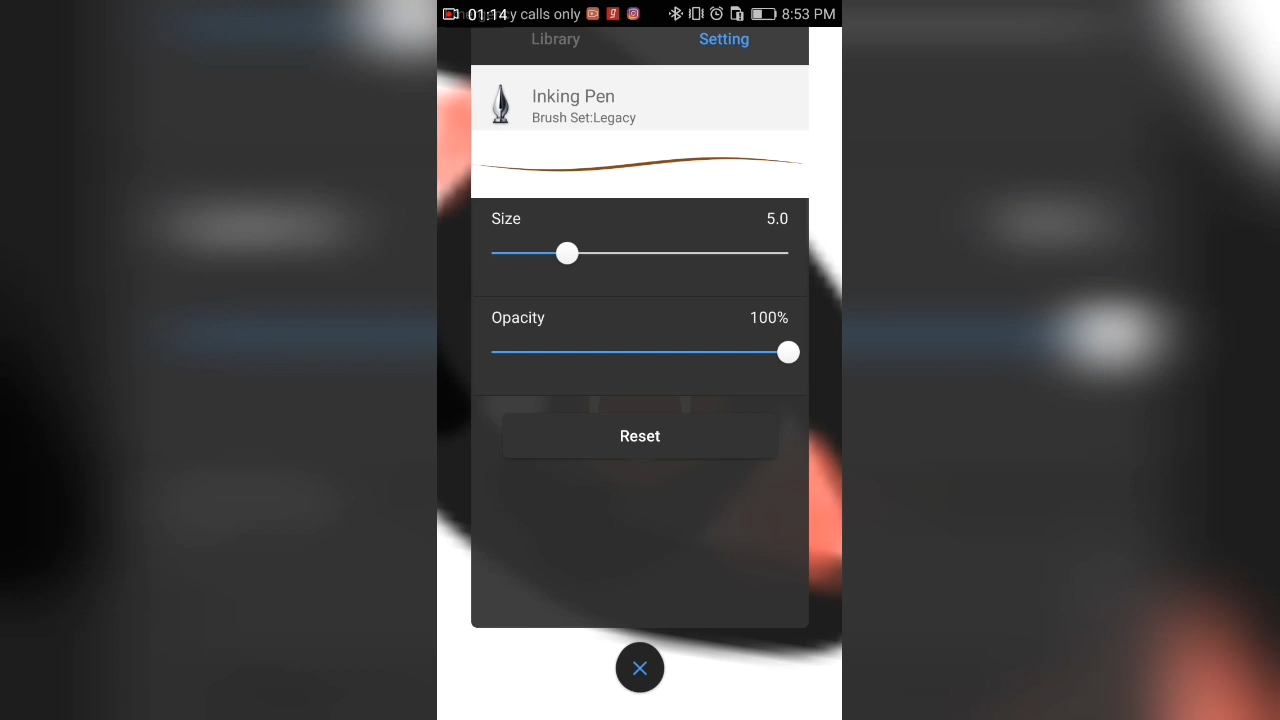 01:14 calls only 8:53 PM
Library Setting
Inking Pen
Brush Set:Legacy
Size 5.0
Opacity 100%
Reset